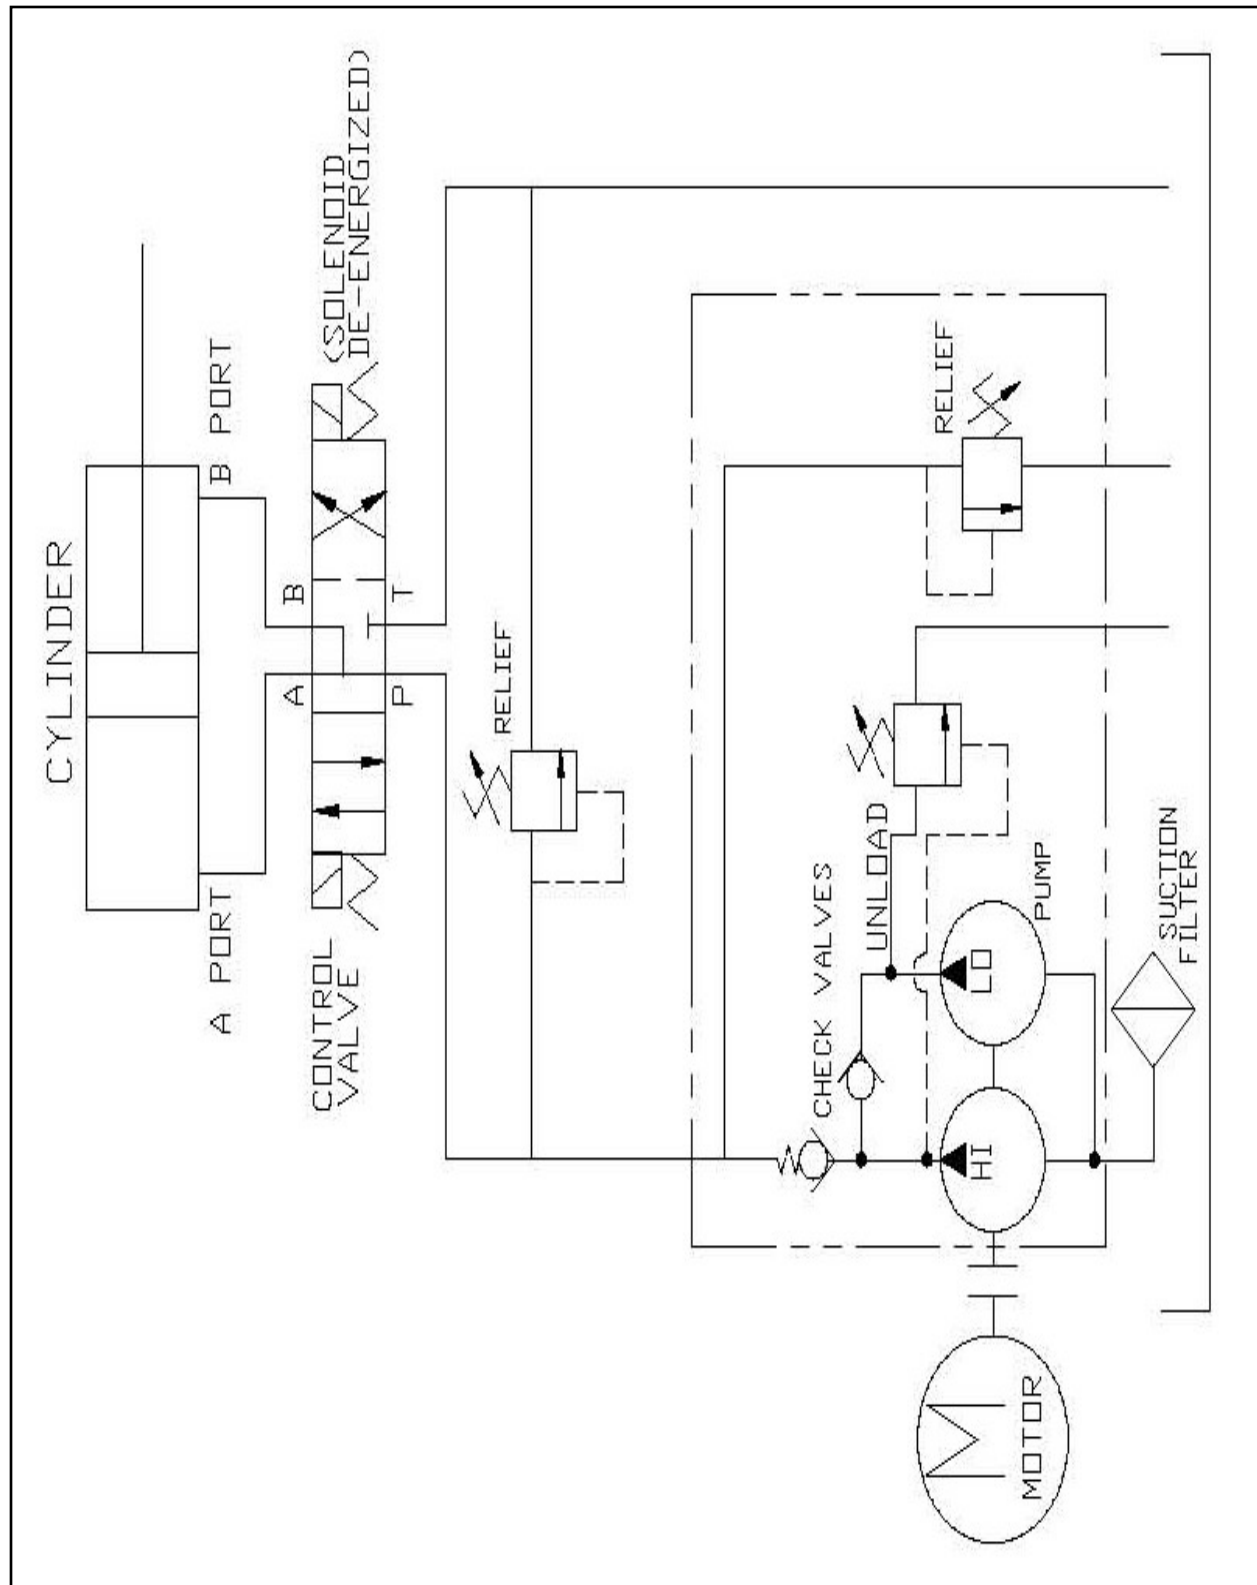 CYLINDER
A PORT
B PORT
CONTROL
VALVE
A
B
P
T
(SOLENOID
DE-ENERGIZED)
RELIEF
RELIEF
CHECK VALVES
UNLOAD
HI
LO
PUMP
SUCTION
FILTER
M
MOTOR